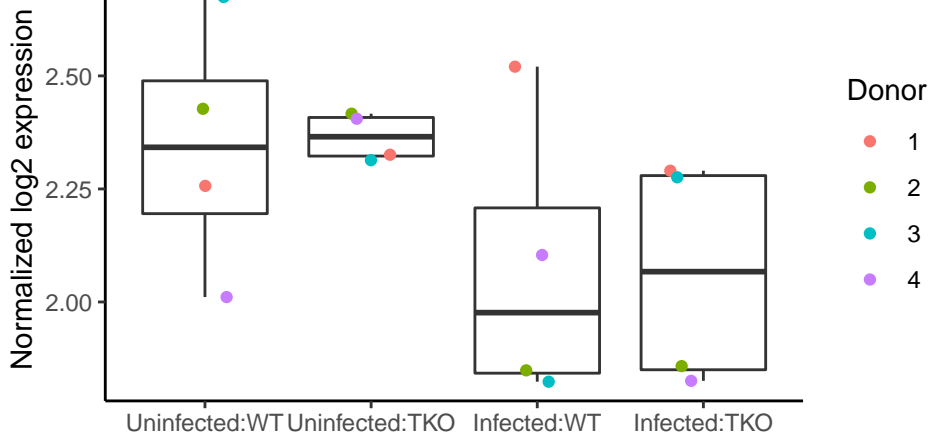 Normalized log2 expression
2.50
2.25
2.00
Uninfected:WT Uninfected:TKO Infected:WT Infected:TKO
Donor
1
2
3
4